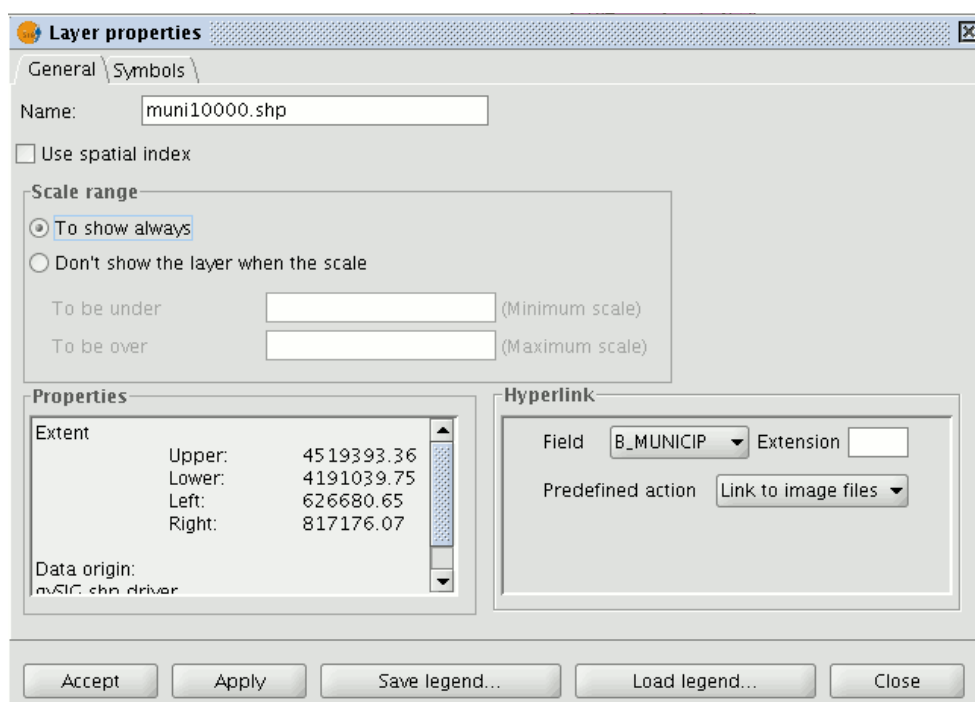 Layer properties
General Symbols
Name: muni10000.shp
Use spatial index
Scale range
To show always
Don't show the layer when the scale
To be under (Minimum scale)
To be over (Maximum scale)
Properties
Extent
Upper: 4519393.36
Lower: 4191039.75
Left: 626680.65
Right: 817176.07
Data origin:
gvSIG shp driver
Hyperlink
Field B_MUNICIP Extension
Predefined action Link to image files
Accept Apply Save legend... Load legend... Close